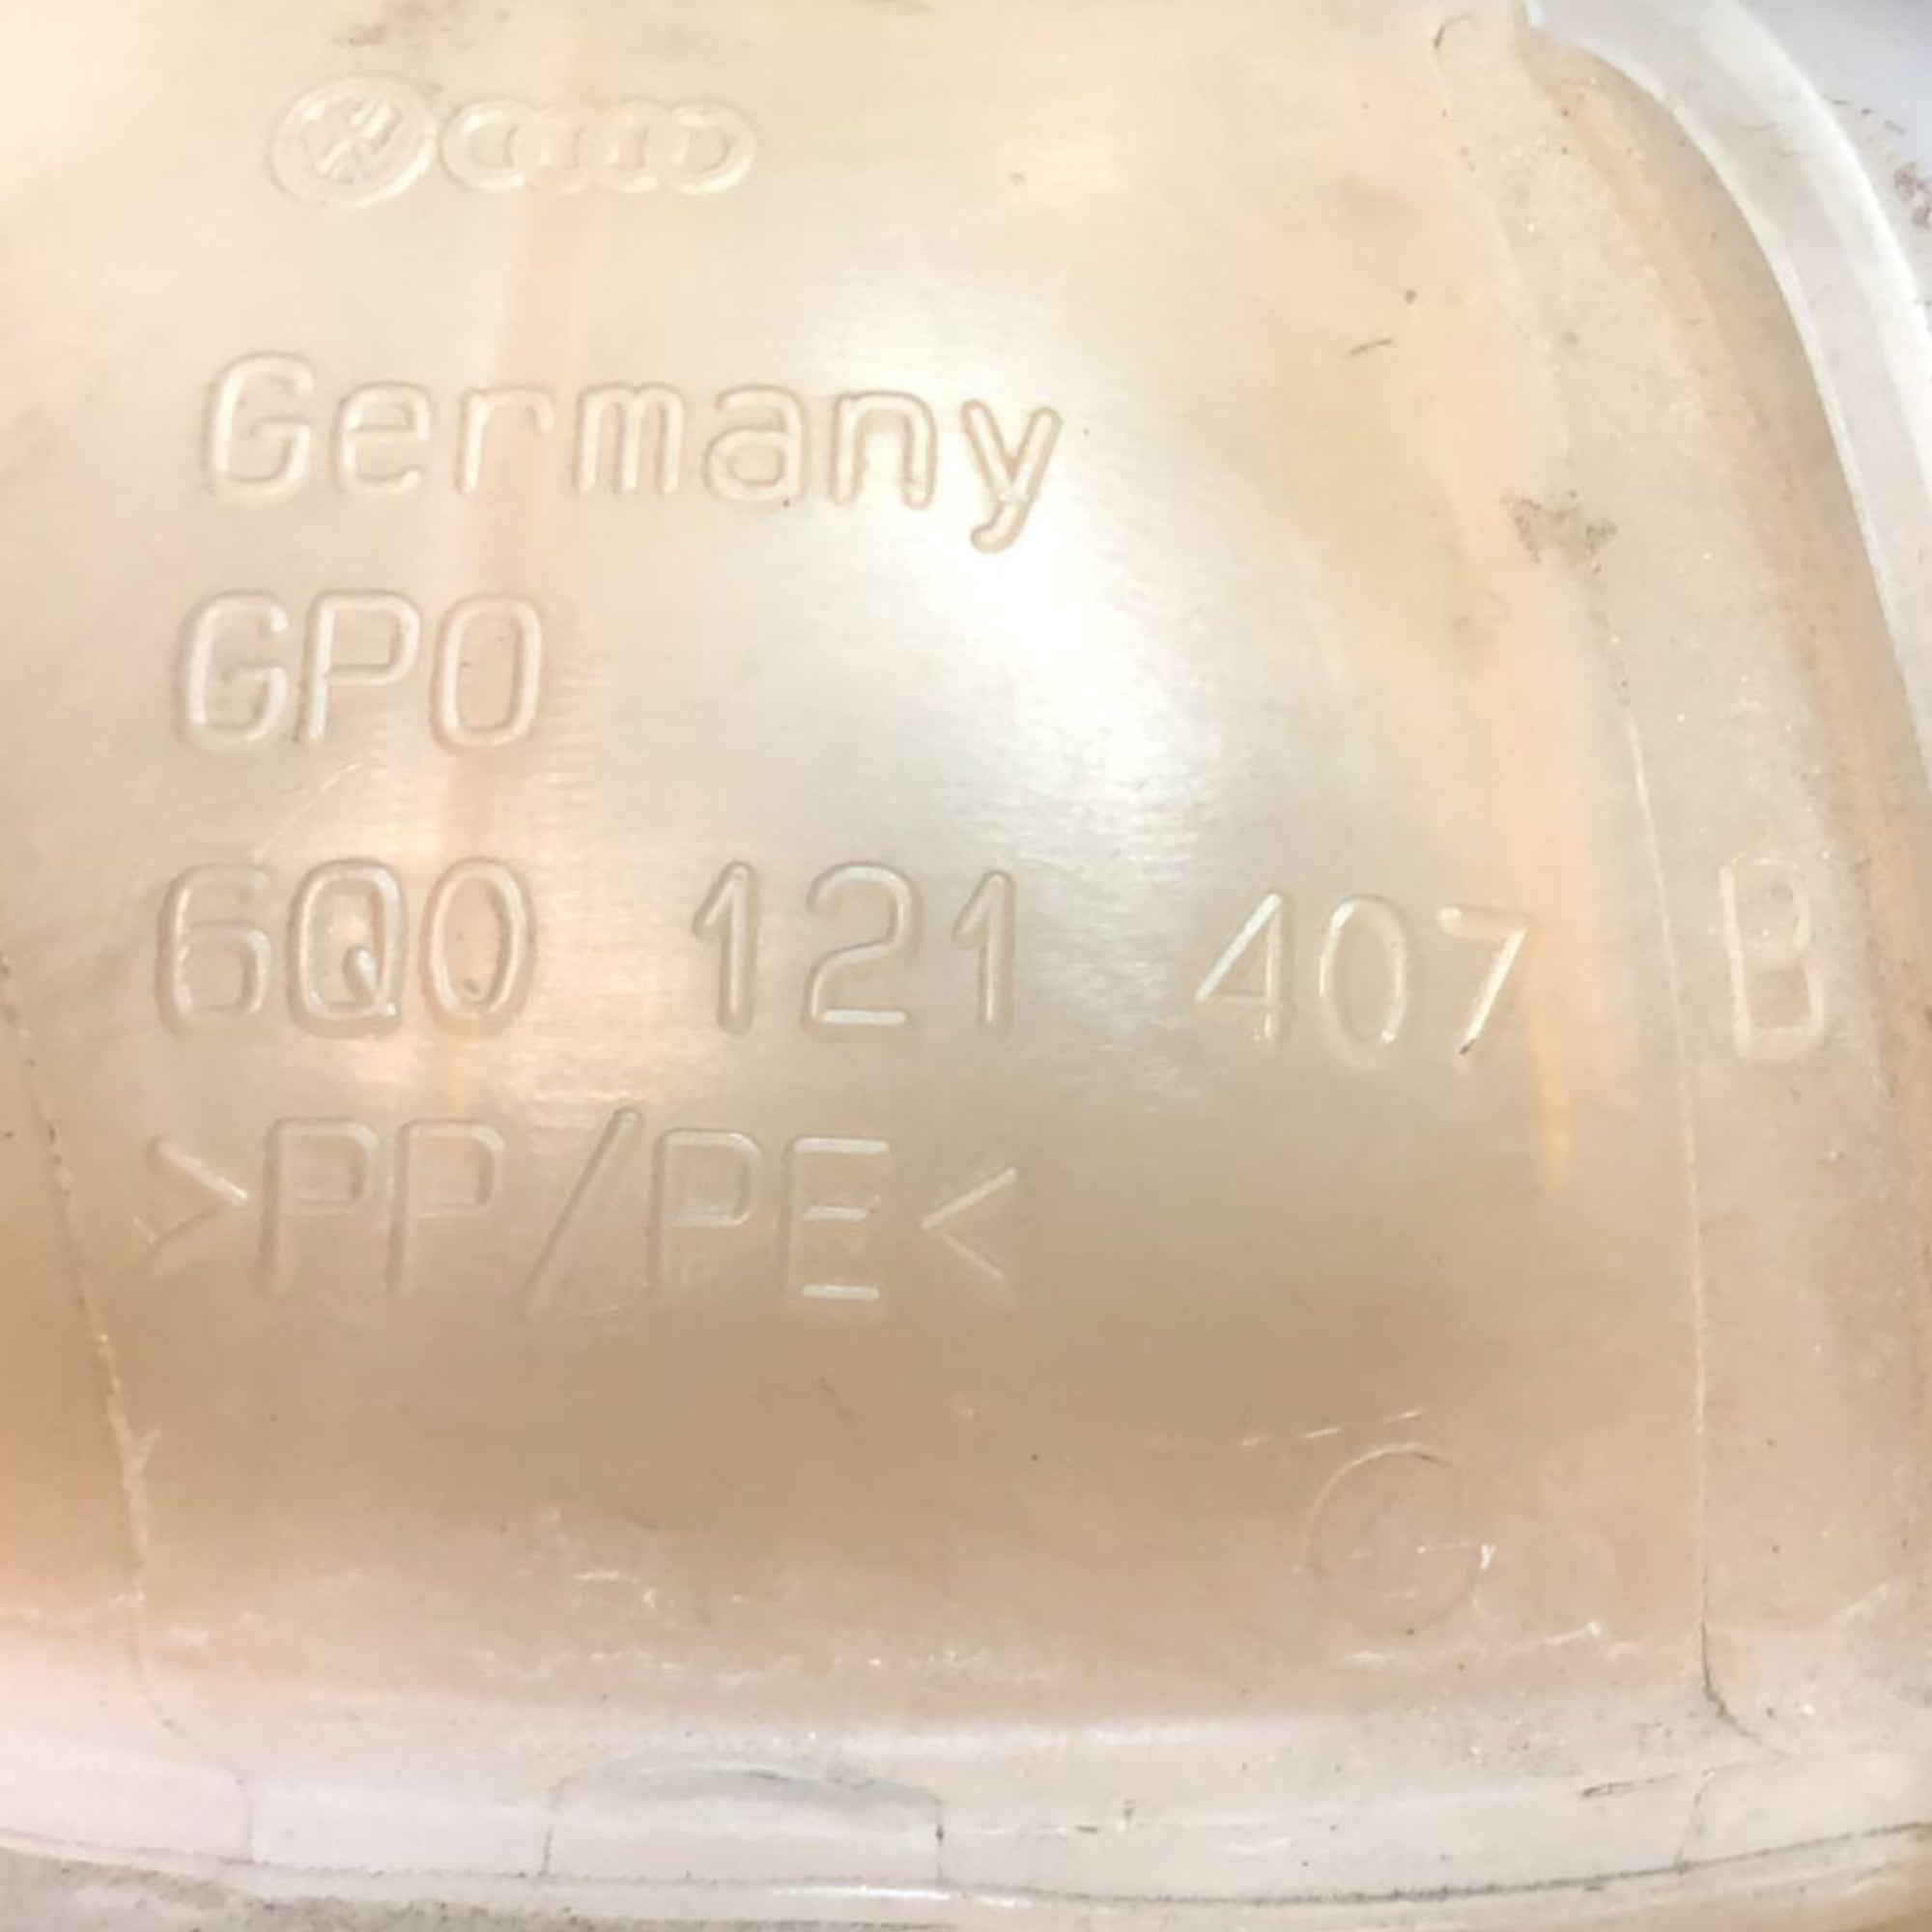 Germany
GPO
6Q0 121 407 B
>PP/PE<